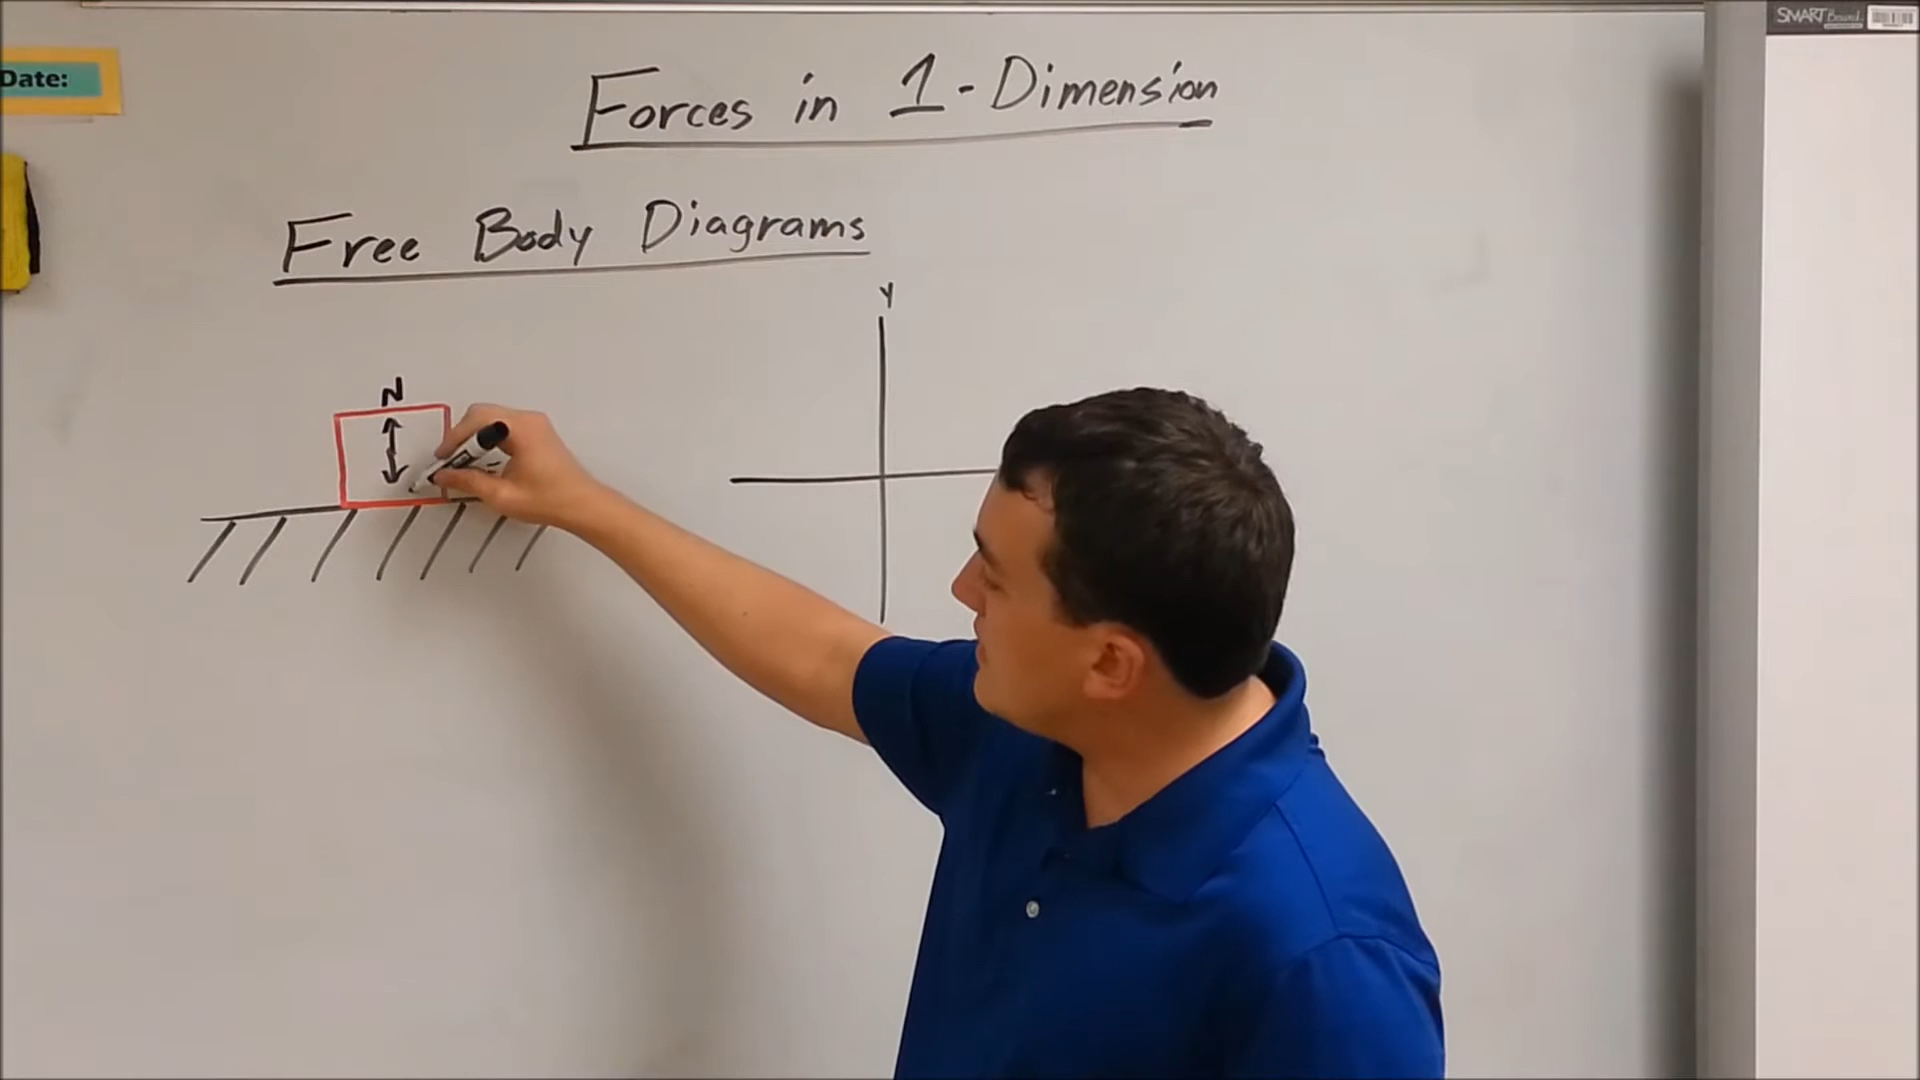 SMART Board
Date:
Forces in 1-Dimension
Free Body Diagrams
Y
N